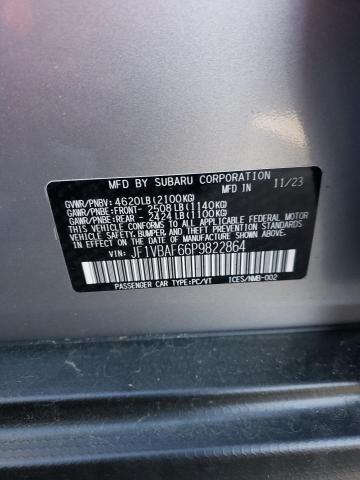 MFD BY SUBARU CORPORATION
MFD IN 11/23
GVWR/PNBV: 4620LB(2100KG)
GAWR/PNBE:FRONT- 2508LB(1140KG)
GAWR/PNBE:REAR - 2424LB(1100KG)
THIS VEHICLE CONFORMS TO ALL APPLICABLE FEDERAL MOTOR
VEHICLE SAFETY, BUMPER, AND THEFT PREVENTION STANDARDS
IN EFFECT ON THE DATE OF MANUFACTURE SHOWN ABOVE.
VIN: JF1VBAF66P9822864
PASSENGER CAR TYPE:PC/VT ICES/NMB-002